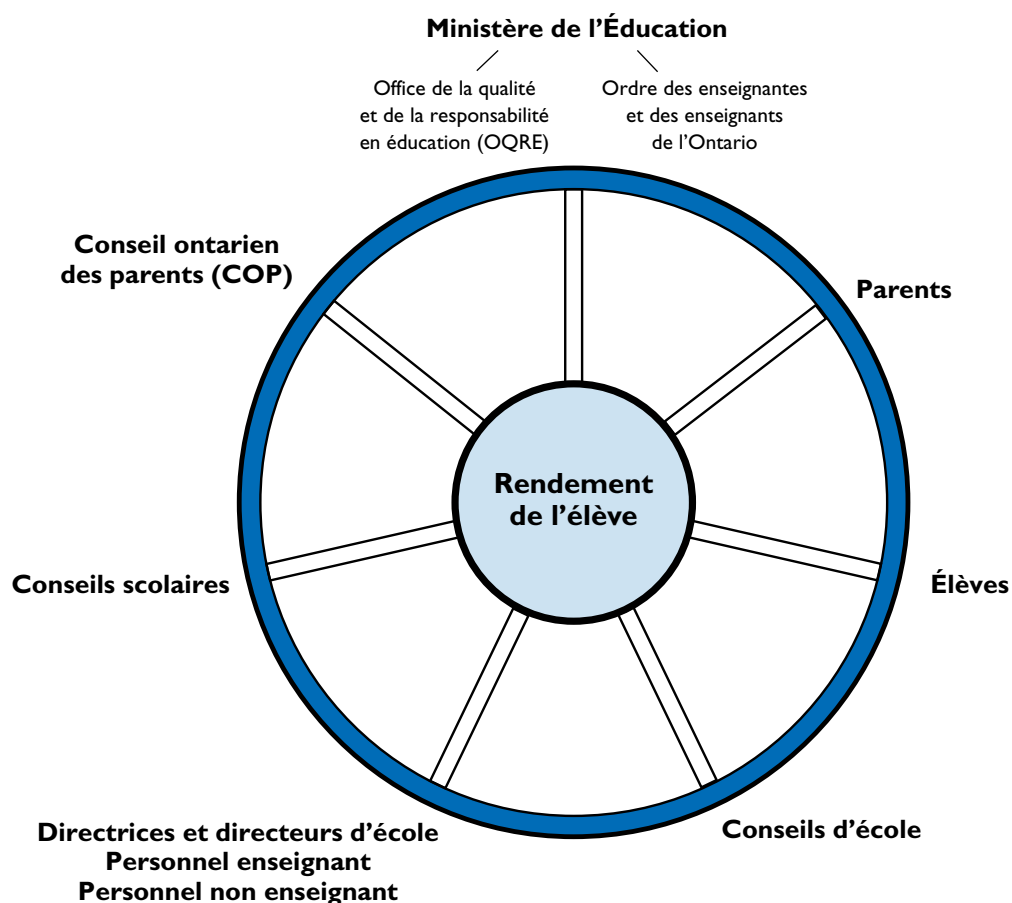 Ministère de l’Éducation
Office de la qualité
et de la responsabilité
en éducation (OQRE)
Ordre des enseignantes
et des enseignants
de l’Ontario
Conseil ontarien
des parents (COP)
Parents
Rendement
de l’élève
Conseils scolaires
Élèves
Directrices et directeurs d’école
Personnel enseignant
Personnel non enseignant
Conseils d’école